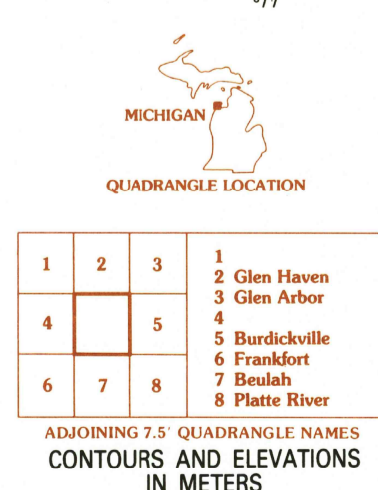 MICHIGAN
QUADRANGLE LOCATION
1 2 3
4 5
6 7 8
1
2 Glen Haven
3 Glen Arbor
4
5 Burdickville
6 Frankfort
7 Beulah
8 Platte River
ADJOINING 7.5' QUADRANGLE NAMES
CONTOURS AND ELEVATIONS
IN METERS